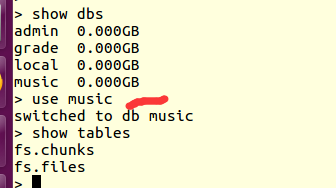 > show dbs
admin  0.000GB
grade  0.000GB
local  0.000GB
music  0.000GB
> use music
switched to db music
> show tables
fs.chunks
fs.files
>